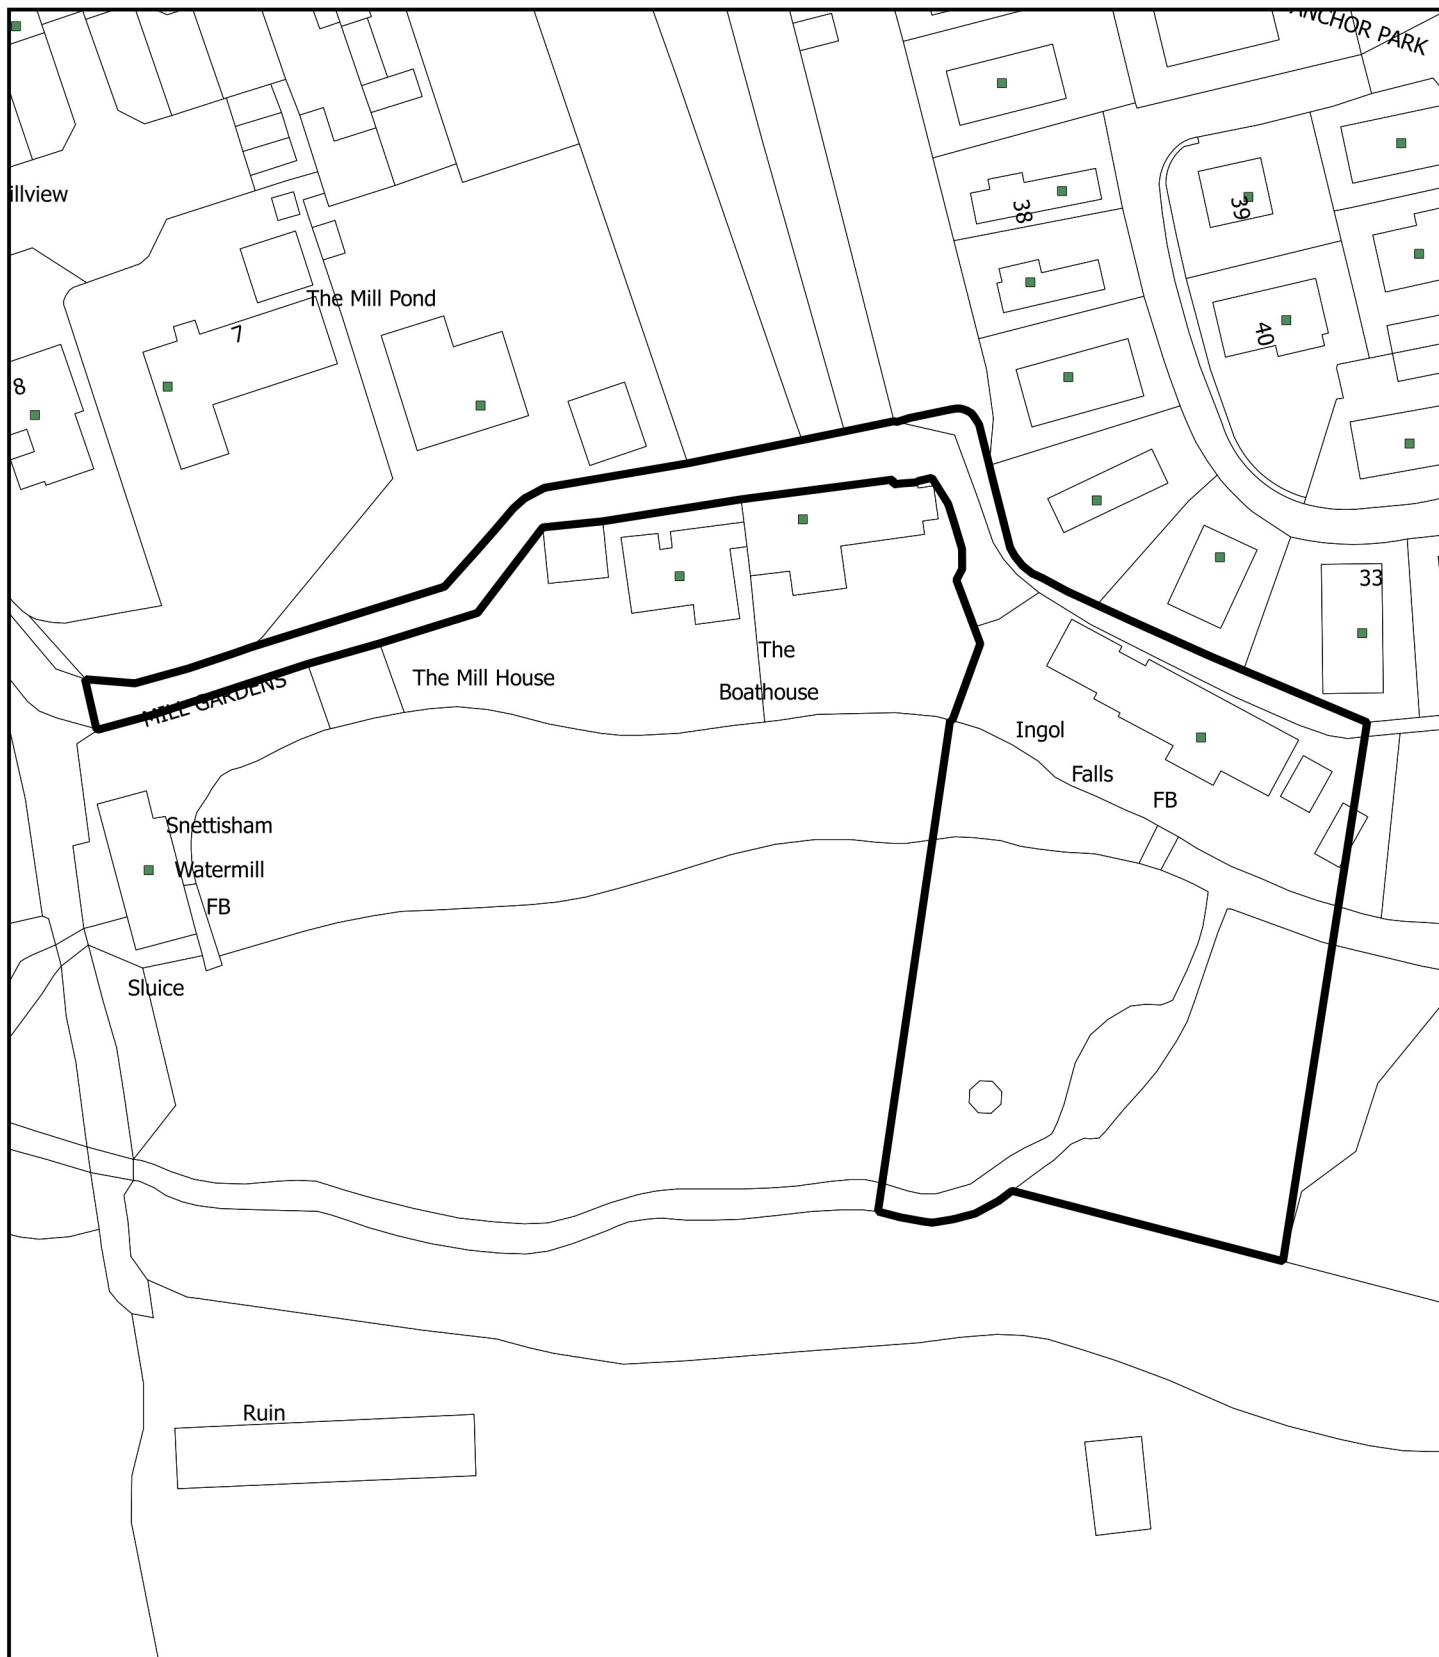 ANCHOR PARK
illview
38
39
The Mill Pond
7
40
8
33
The
Boathouse
The Mill House
MILL GARDENS
Ingol
Falls
FB
Snettisham
Watermill
FB
Sluice
Ruin